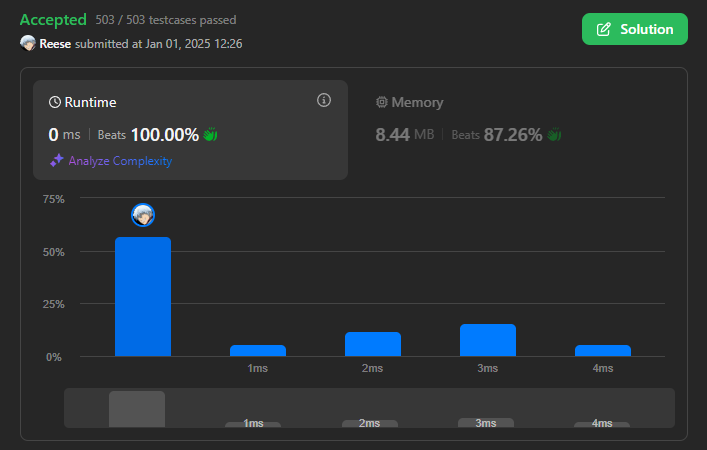 Accepted 503 / 503 testcases passed
Solution
Reese submitted at Jan 01, 2025 12:26
Runtime
0 ms | Beats 100.00%
Analyze Complexity
Memory
8.44 MB | Beats 87.26%
75%
50%
25%
0%
1ms 2ms 3ms 4ms
1ms 2ms 3ms 4ms